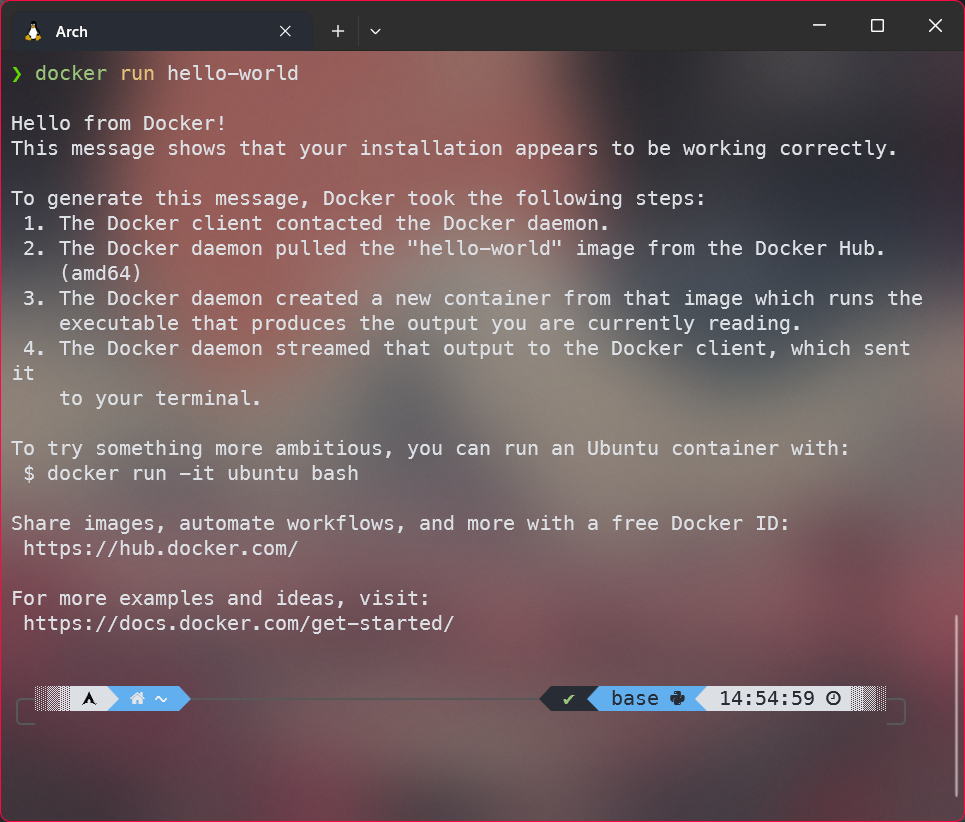 Arch
❯ docker run hello-world
Hello from Docker!
This message shows that your installation appears to be working correctly.
To generate this message, Docker took the following steps:
1. The Docker client contacted the Docker daemon.
2. The Docker daemon pulled the "hello-world" image from the Docker Hub.
(amd64)
3. The Docker daemon created a new container from that image which runs the
executable that produces the output you are currently reading.
4. The Docker daemon streamed that output to the Docker client, which sent
it
to your terminal.
To try something more ambitious, you can run an Ubuntu container with:
$ docker run -it ubuntu bash
Share images, automate workflows, and more with a free Docker ID:
https://hub.docker.com/
For more examples and ideas, visit:
https://docs.docker.com/get-started/
~ ✔ base 14:54:59